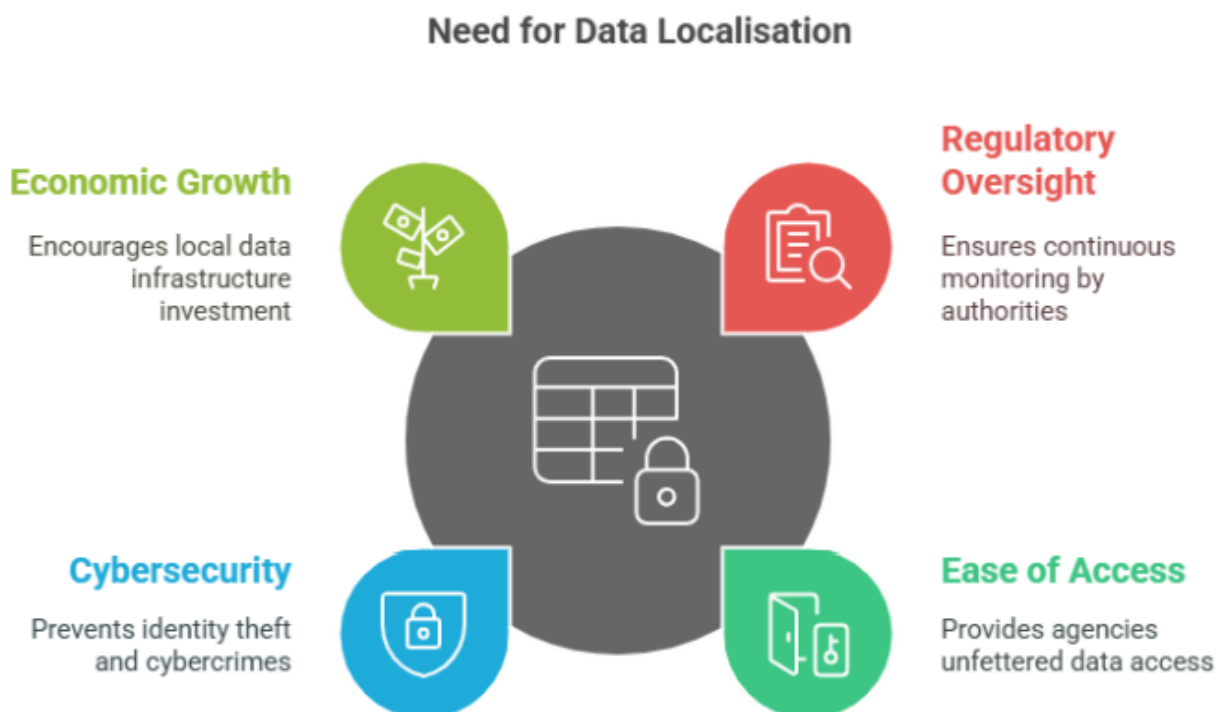 Need for Data Localisation
Economic Growth
Encourages local data
infrastructure
investment
Regulatory
Oversight
Ensures continuous
monitoring by
authorities
Cybersecurity
Prevents identity theft
and cybercrimes
Ease of Access
Provides agencies
unfettered data access